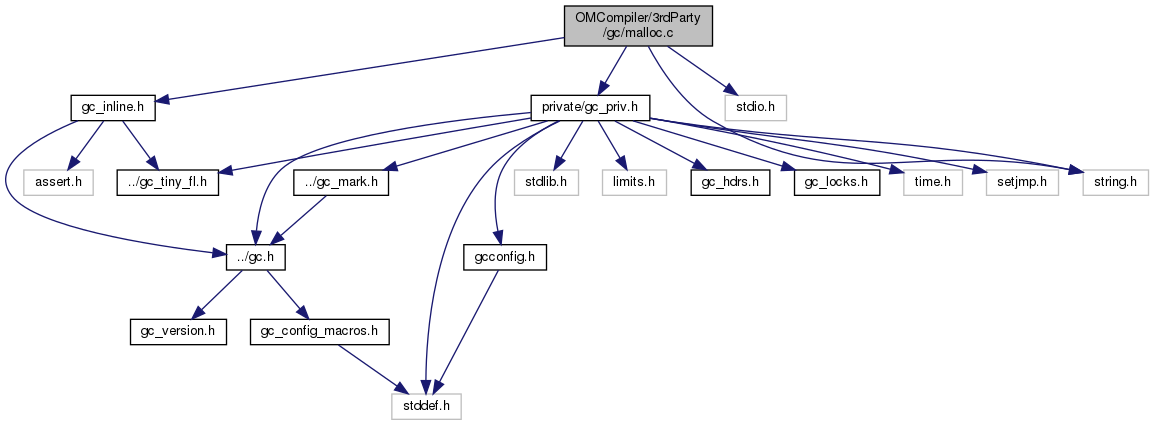 OMCompiler/3rdParty
/gc/malloc.c
gc_inline.h
private/gc_priv.h
stdio.h
assert.h
../gc_tiny_fl.h
../gc_mark.h
stdlib.h
limits.h
gc_hdrs.h
gc_locks.h
time.h
setjmp.h
string.h
../gc.h
gcconfig.h
gc_version.h
gc_config_macros.h
stddef.h